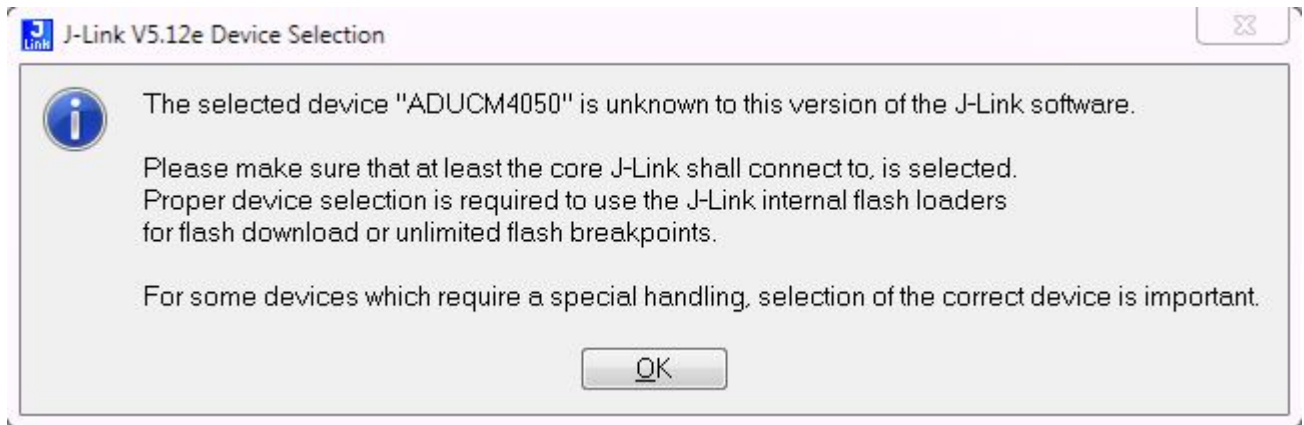 J Link
J-Link V5.12e Device Selection
The selected device "ADUCM4050" is unknown to this version of the J-Link software.
Please make sure that at least the core J-Link shall connect to, is selected.
Proper device selection is required to use the J-Link internal flash loaders
for flash download or unlimited flash breakpoints.
For some devices which require a special handling, selection of the correct device is important.
OK